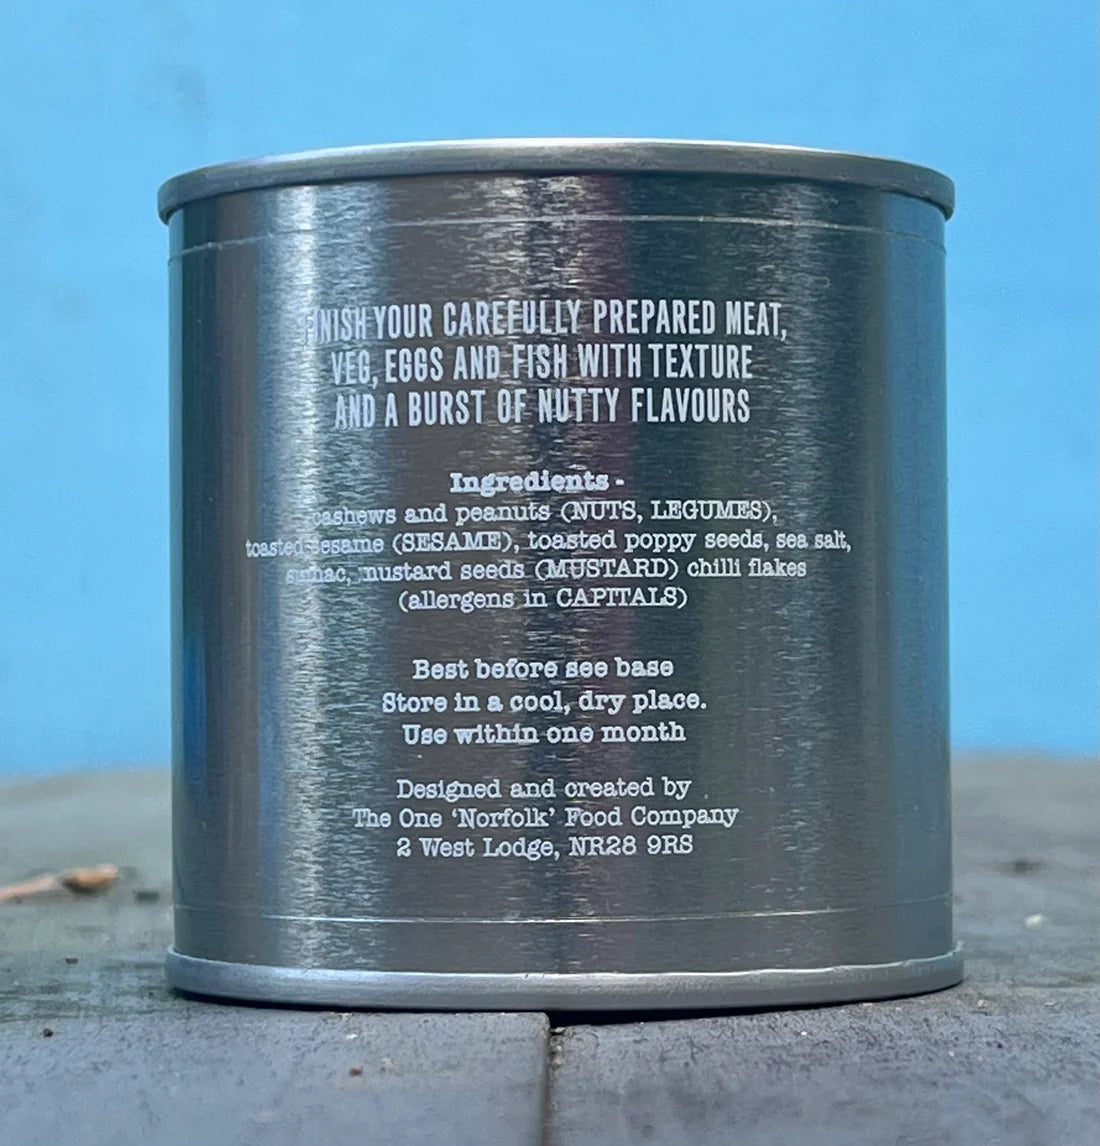 FINISH YOUR CAREFULLY PREPARED MEAT,
VEG, EGGS AND FISH WITH TEXTURE
AND A BURST OF NUTTY FLAVOURS
Ingredients -
cashews and peanuts (NUTS, LEGUMES),
toasted sesame (SESAME), toasted poppy seeds, sea salt,
sumac, mustard seeds (MUSTARD) chilli flakes
(allergens in CAPITALS)
Best before see base
Store in a cool, dry place.
Use within one month
Designed and created by
The One ‘Norfolk’ Food Company
2 West Lodge, NR28 9RS